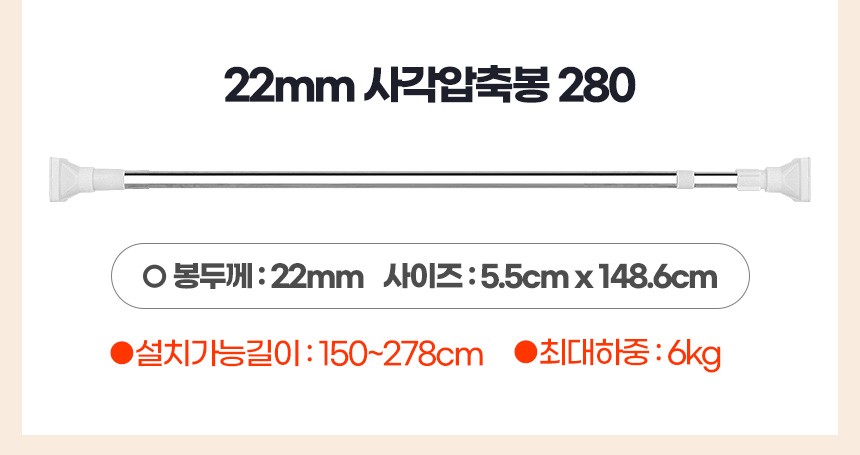 22mm 사각압축봉 280
봉두께 : 22mm 사이즈 : 5.5cm x 148.6cm
●설치가능길이 : 150~278cm ●최대하중 : 6kg